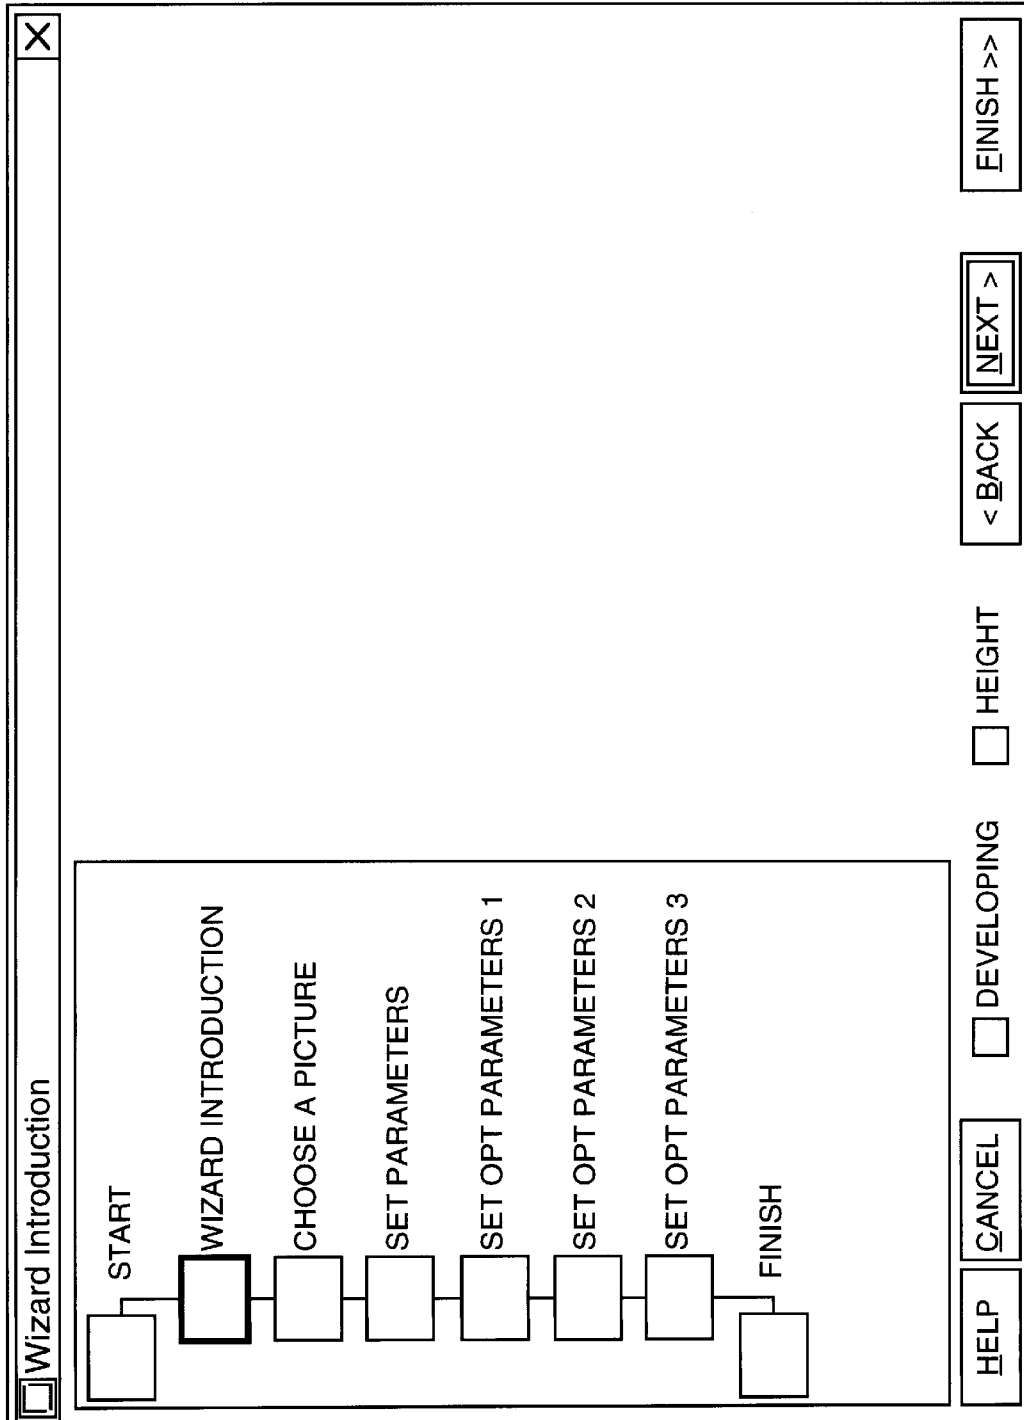 Wizard Introduction
START
WIZARD INTRODUCTION
CHOOSE A PICTURE
SET PARAMETERS
SET OPT PARAMETERS 1
SET OPT PARAMETERS 2
SET OPT PARAMETERS 3
FINISH
HELP CANCEL DEVELOPING HEIGHT < BACK NEXT > FINISH >>